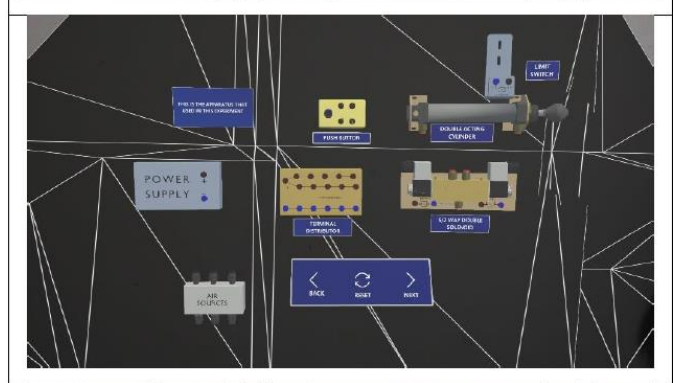 LIMIT
SWITCH
THIS IS THE APPARATUS THAT
USED IN THIS EXPERIMENT
PUSH BUTTON
DOUBLE ACTING
CYLINDER
POWER +
SUPPLY -
TERMINAL
DISTRIBUTOR
5/2 WAY DOUBLE
SOLENOID
AIR
SOURCES
BACK
RESET
NEXT